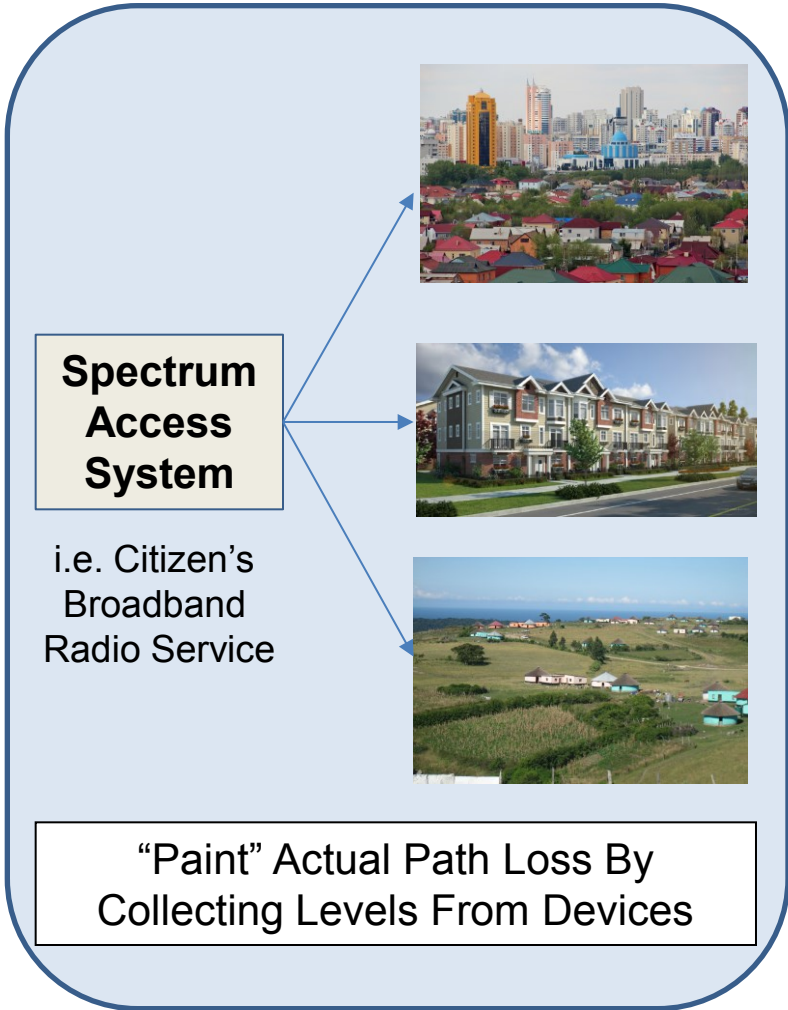 Spectrum
Access
System
i.e. Citizen’s
Broadband
Radio Service
“Paint” Actual Path Loss By
Collecting Levels From Devices